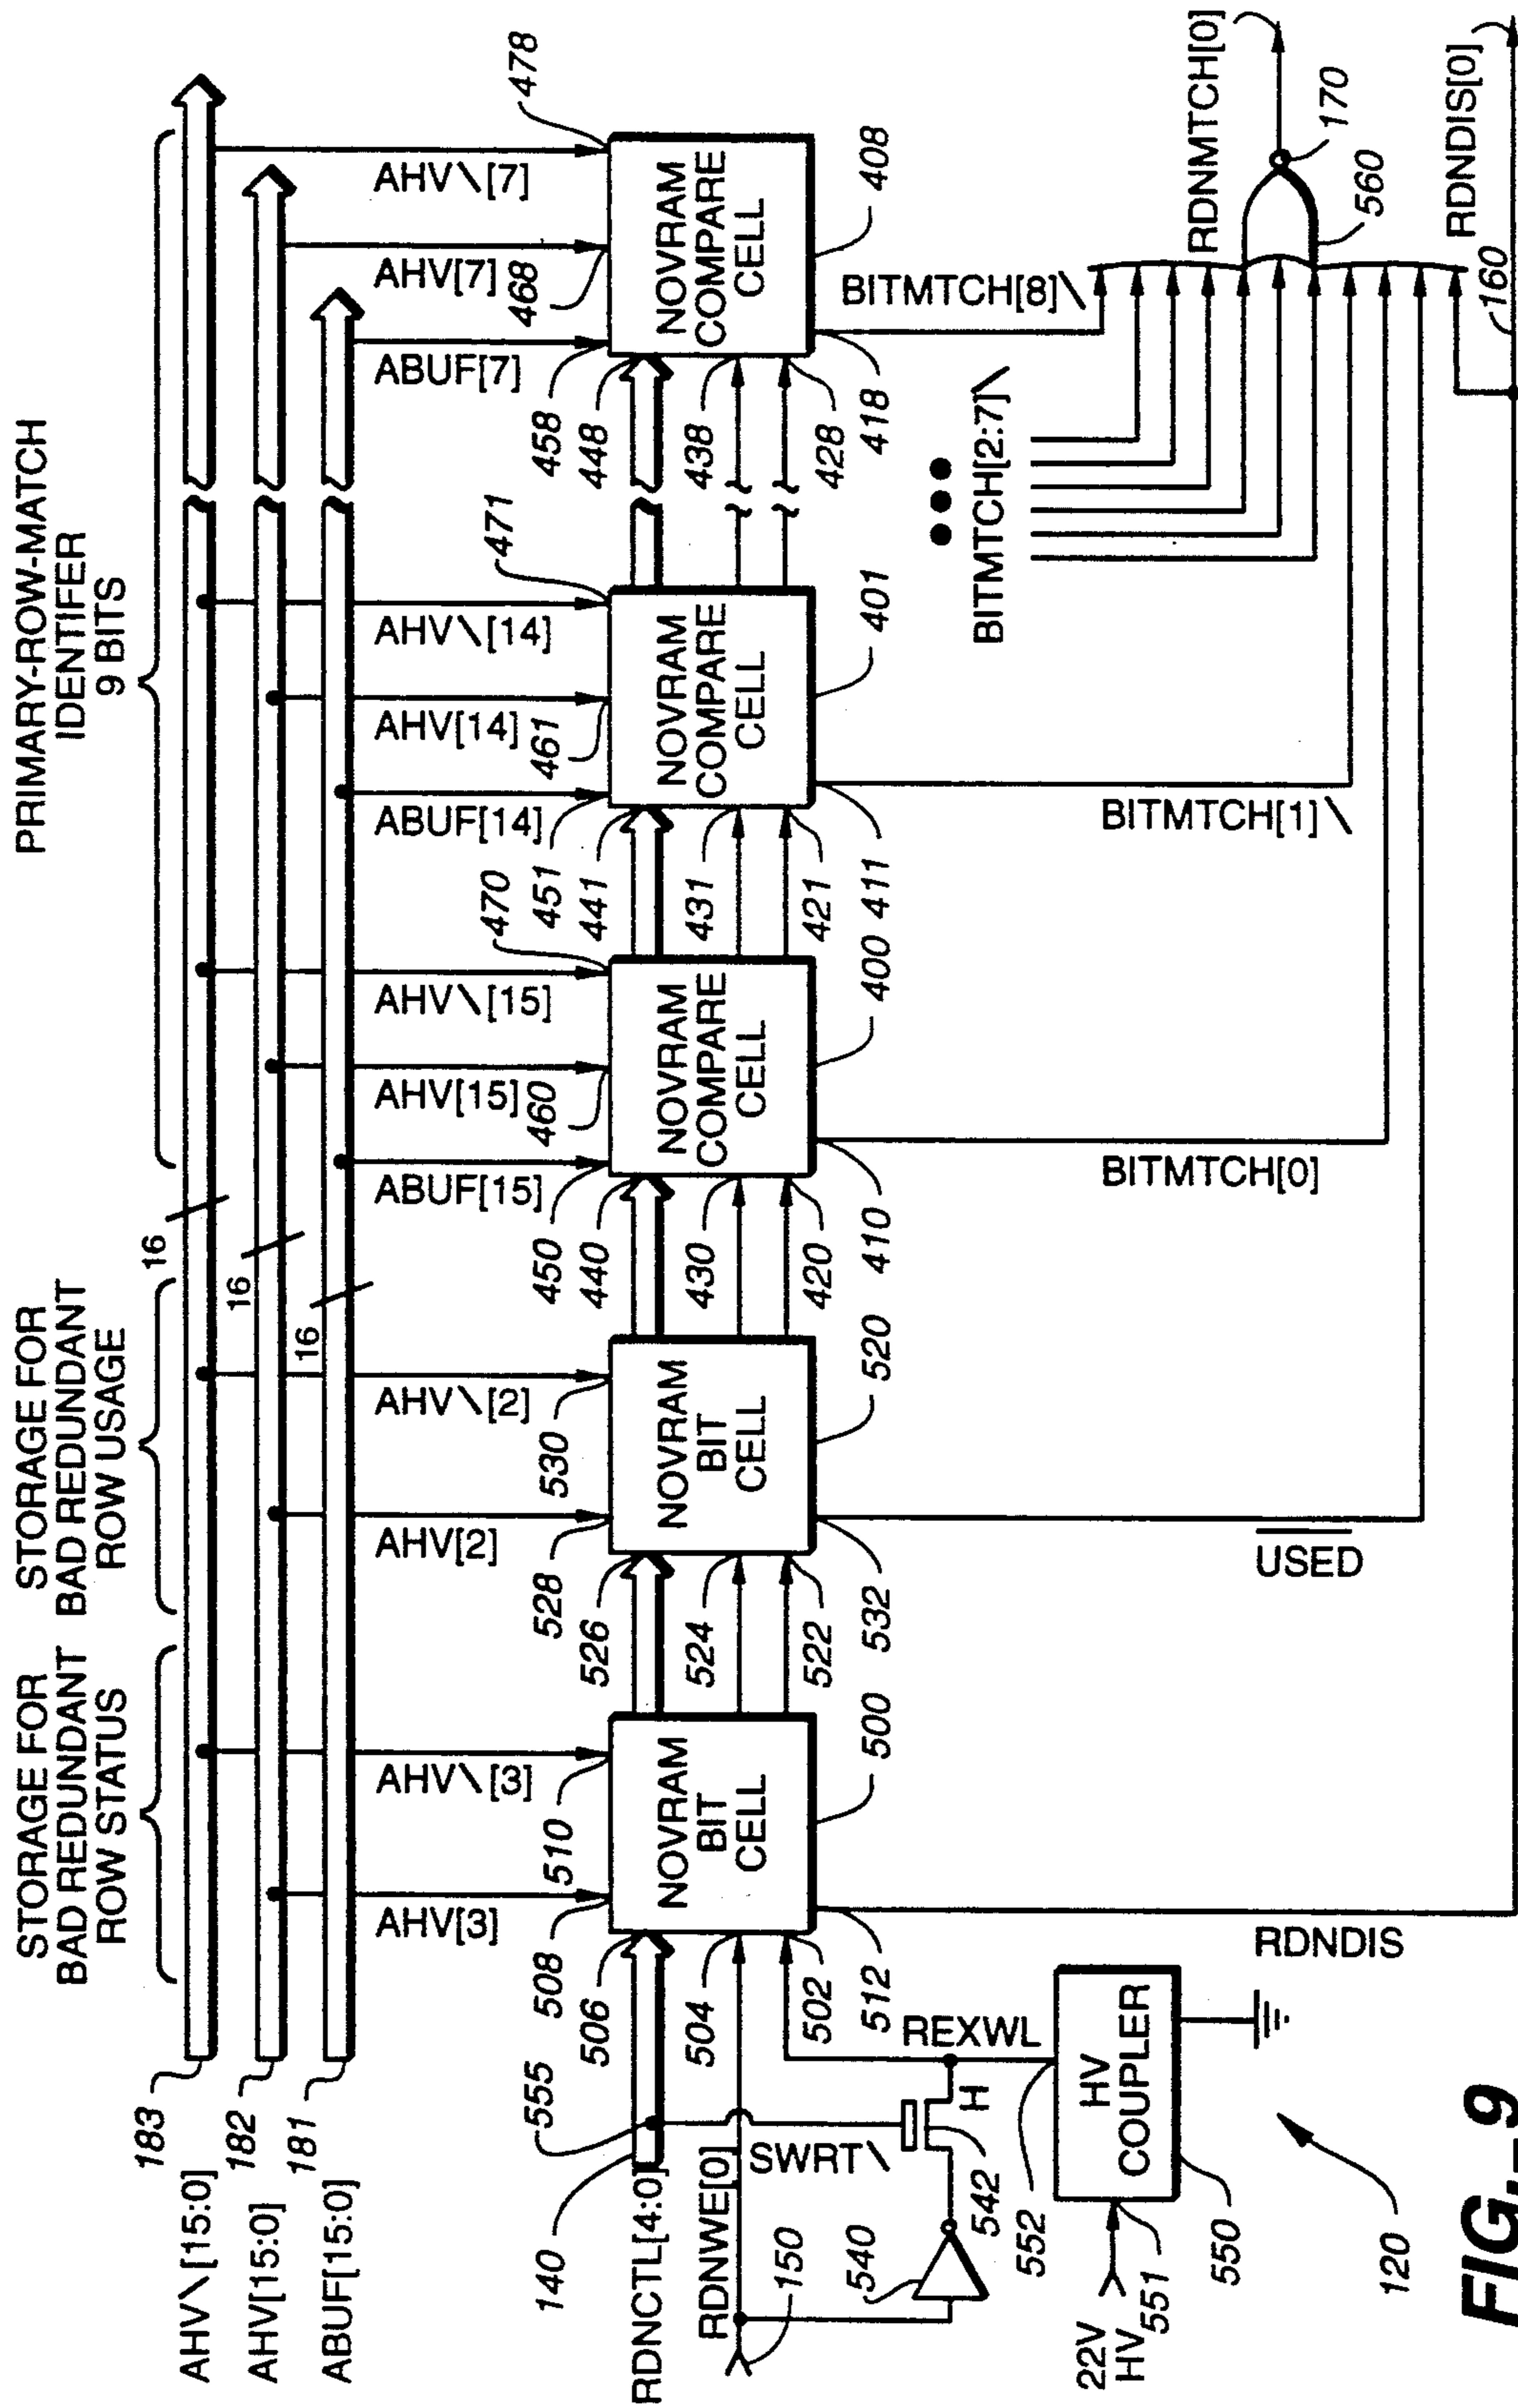 STORAGE FOR
BAD REDUNDANT
ROW STATUS
STORAGE FOR
BAD REDUNDANT
ROW USAGE
PRIMARY-ROW-MATCH
IDENTIFER
9 BITS
183
AHV\[15:0]
182
AHV[15:0]
181
ABUF[15:0]
16
16
16
AHV[3]
AHV\[3]
AHV[2]
AHV\[2]
ABUF[15]
AHV[15]
AHV\[15]
ABUF[14]
AHV[14]
AHV\[14]
ABUF[7]
AHV[7]
AHV\[7]
508
510
528
530
450
460
470
451
461
471
458
468
478
555
506
526
440
441
448
140
RDNCTL[4:0]
504
524
430
431
438
RDNWE[0]
150
502
522
420
421
428
NOVRAM
BIT
CELL
NOVRAM
BIT
CELL
NOVRAM
COMPARE
CELL
NOVRAM
COMPARE
CELL
NOVRAM
COMPARE
CELL
512
500
532
520
410
400
411
401
418
408
SWRT\
H
REXWL
540
542
552
22V
HV
551
HV
COUPLER
550
RDNDIS
USED
BITMTCH[0]
BITMTCH[1]\
BITMTCH[2:7]\
BITMTCH[8]\
RDNMTCH[0]
170
560
RDNDIS[0]
160
120
FIG._9